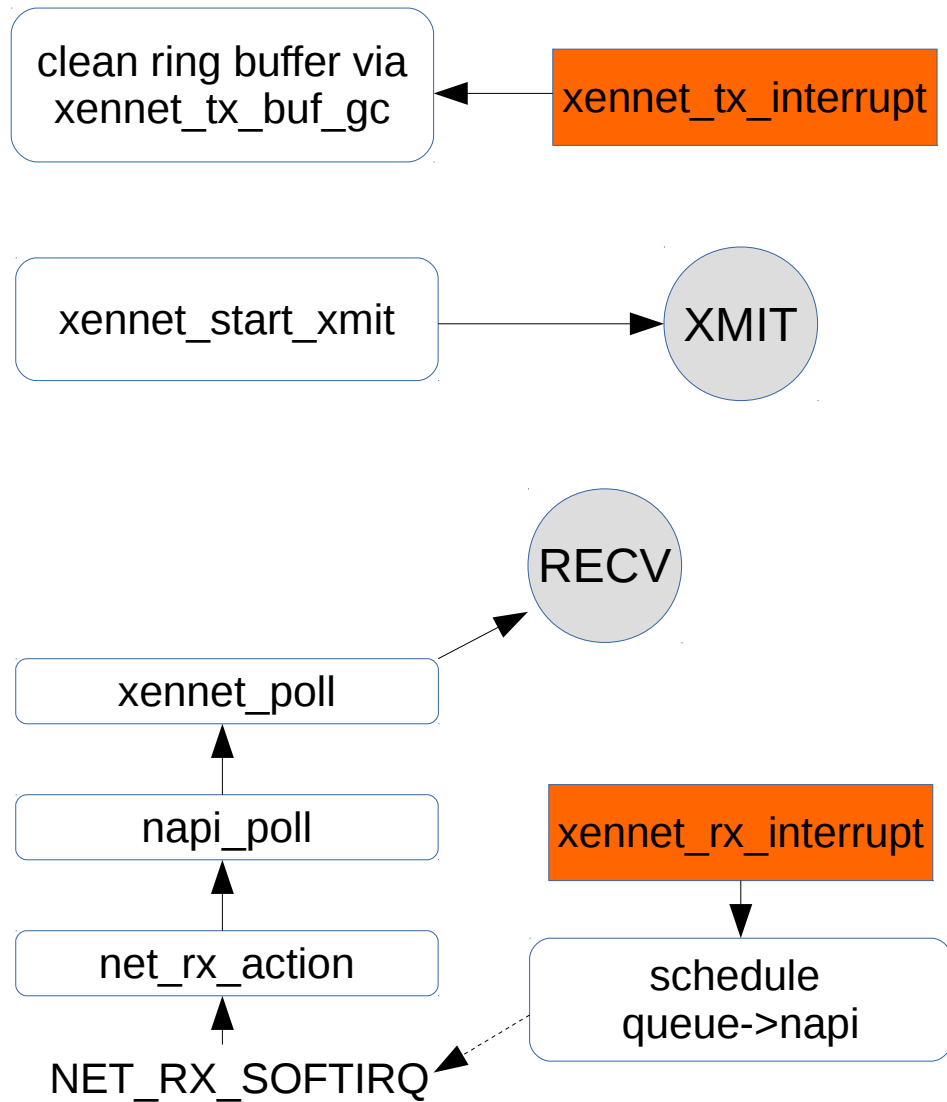 clean ring buffer via
xennet_tx_buf_gc
xennet_tx_interrupt
xennet_start_xmit
XMIT
RECV
xennet_poll
napi_poll
xennet_rx_interrupt
net_rx_action
schedule
queue->napi
NET_RX_SOFTIRQ